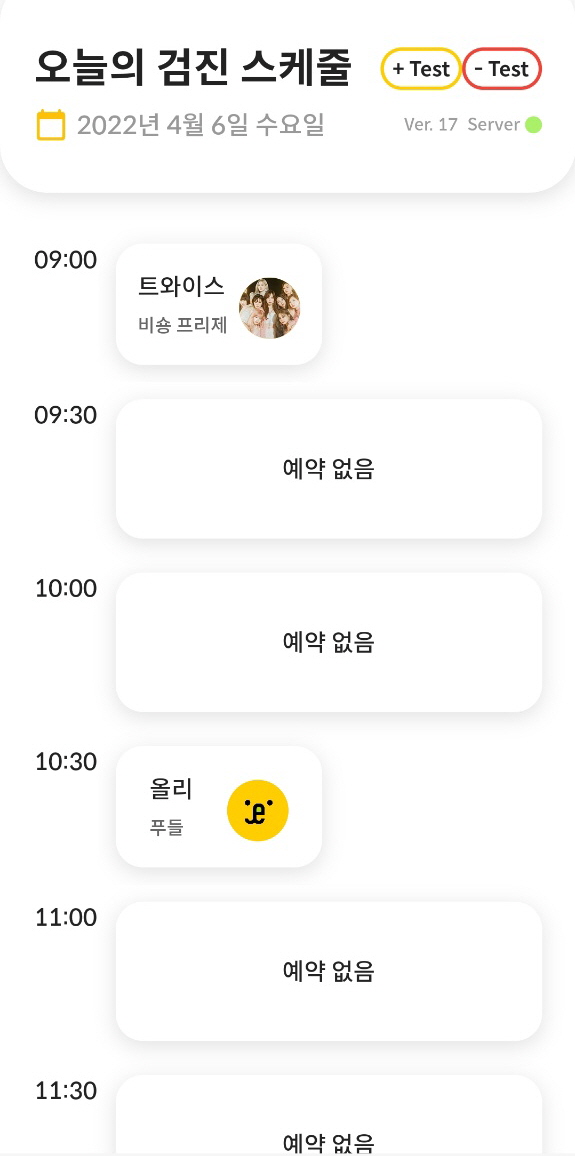 오늘의 검진 스케줄
+ Test
- Test
2022년 4월 6일 수요일
Ver. 17 Server
09:00
트와이스
비숑 프리제
09:30
예약 없음
10:00
예약 없음
10:30
올리
푸들
11:00
예약 없음
11:30
예약 없음